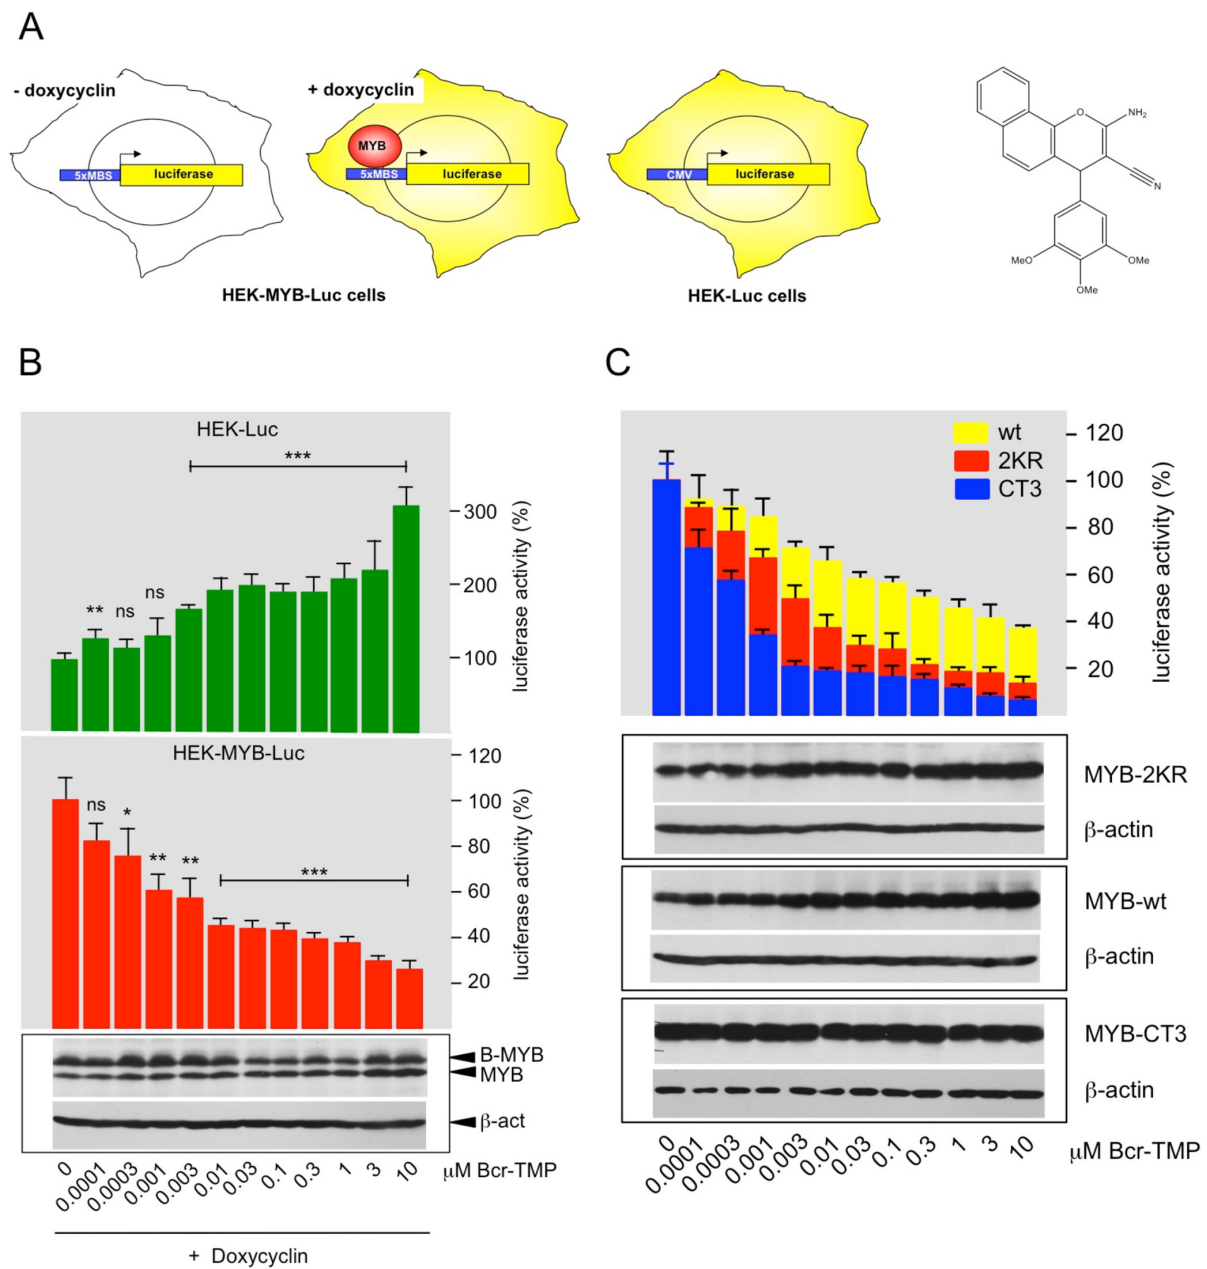 A
- doxycyclin
5xMBS
luciferase
+ doxycyclin
MYB
5xMBS
luciferase
CMV
luciferase
HEK-MYB-Luc cells
HEK-Luc cells
O
NH₂
N
MeO
OMe
OMe
B
HEK-Luc
***
**
ns
ns
300
200
100
luciferase activity (%)
HEK-MYB-Luc
ns
*
**
**
***
120
100
80
60
40
20
luciferase activity (%)
B-MYB
MYB
β-act
0
0.0001
0.0003
0.001
0.003
0.01
0.03
0.1
0.3
1
3
10
μM Bcr-TMP
+ Doxycyclin
C
wt
2KR
CT3
120
100
80
60
40
20
luciferase activity (%)
MYB-2KR
β-actin
MYB-wt
β-actin
MYB-CT3
β-actin
0
0.0001
0.0003
0.001
0.003
0.01
0.03
0.1
0.3
1
3
10
μM Bcr-TMP